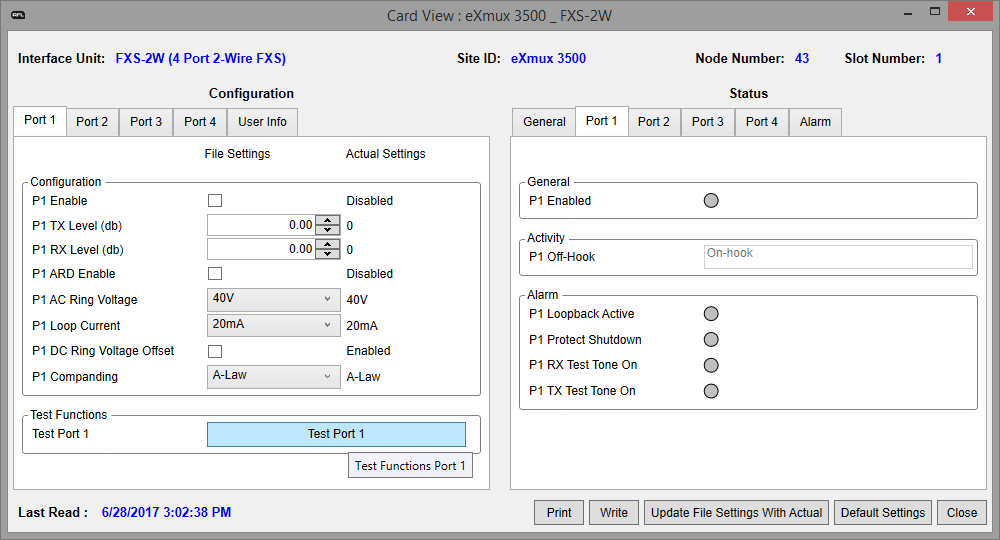 AFL
Card View : eXmux 3500 _ FXS-2W
Interface Unit: FXS-2W (4 Port 2-Wire FXS) Site ID: eXmux 3500 Node Number: 43 Slot Number: 1
Configuration
Port 1 Port 2 Port 3 Port 4 User Info
File Settings Actual Settings
Configuration
P1 Enable Disabled
P1 TX Level (db) 0.00 0
P1 RX Level (db) 0.00 0
P1 ARD Enable Disabled
P1 AC Ring Voltage 40V 40V
P1 Loop Current 20mA 20mA
P1 DC Ring Voltage Offset Enabled
P1 Companding A-Law A-Law
Test Functions
Test Port 1 Test Port 1
Test Functions Port 1
Status
General Port 1 Port 2 Port 3 Port 4 Alarm
General
P1 Enabled
Activity
P1 Off-Hook On-hook
Alarm
P1 Loopback Active
P1 Protect Shutdown
P1 RX Test Tone On
P1 TX Test Tone On
Last Read : 6/28/2017 3:02:38 PM
Print Write Update File Settings With Actual Default Settings Close